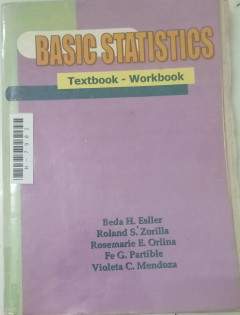 BASIC STATISTICS
Textbook - Workbook
Beda H. Esller
Roland S. Zorilla
Rosemarie E. Orlina
Fe G. Partible
Violeta C. Mendoza